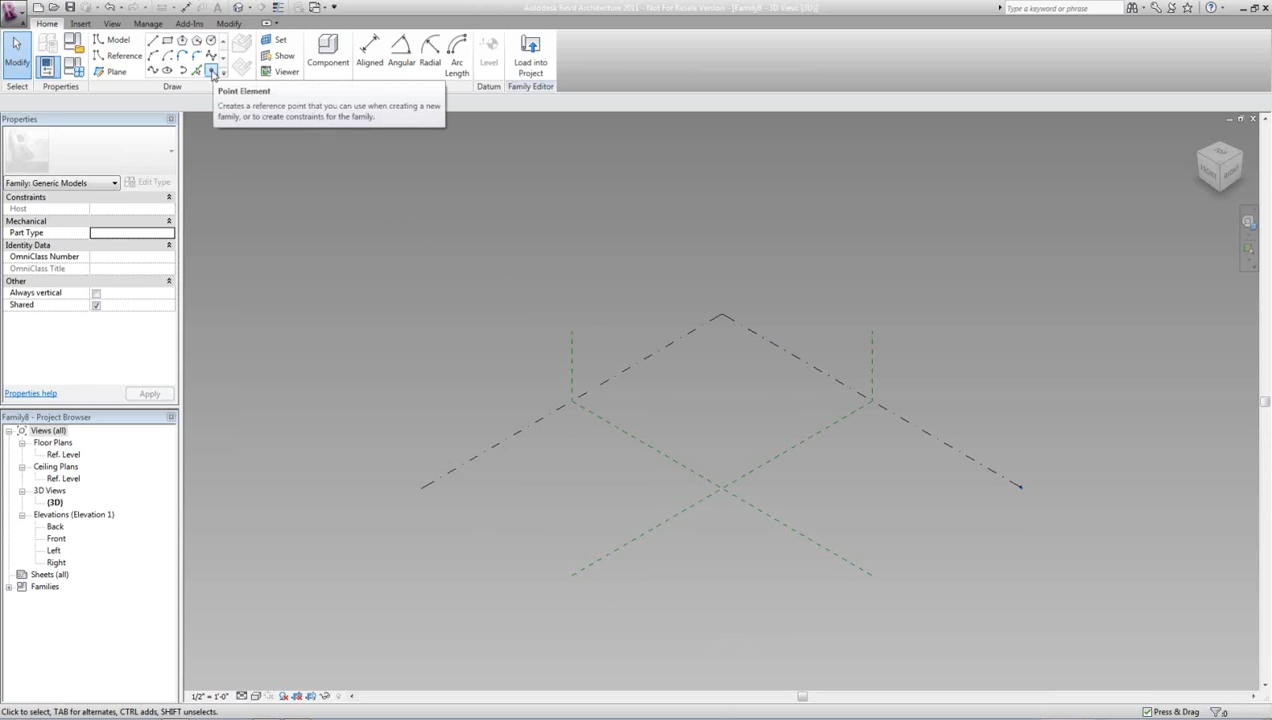 Autodesk Revit Architecture 2011 - Not For Resale Version - [Family8 - 3D View: {3D}]
Type a keyword or phrase
Home Insert View Manage Add-Ins Modify
Modify
Model
Reference
Plane
Set
Show
Viewer
Component
Aligned Angular Radial Arc Length
Level
Load into Project
Select Properties Draw Datum Family Editor
Point Element
Creates a reference point that you can use when creating a new
family, or to create constraints for the family.
Properties
Family: Generic Models Edit Type
Constraints
Host
Mechanical
Part Type
Identity Data
OmniClass Number
OmniClass Title
Other
Always vertical
Shared
Properties help Apply
Family8 - Project Browser
Views (all)
Floor Plans
Ref. Level
Ceiling Plans
Ref. Level
3D Views
{3D}
Elevations (Elevation 1)
Back
Front
Left
Right
Sheets (all)
Families
TOP
FRONT
RIGHT
1/2" = 1'-0"
Click to select, TAB for alternates, CTRL adds, SHIFT unselects.
Press & Drag :0